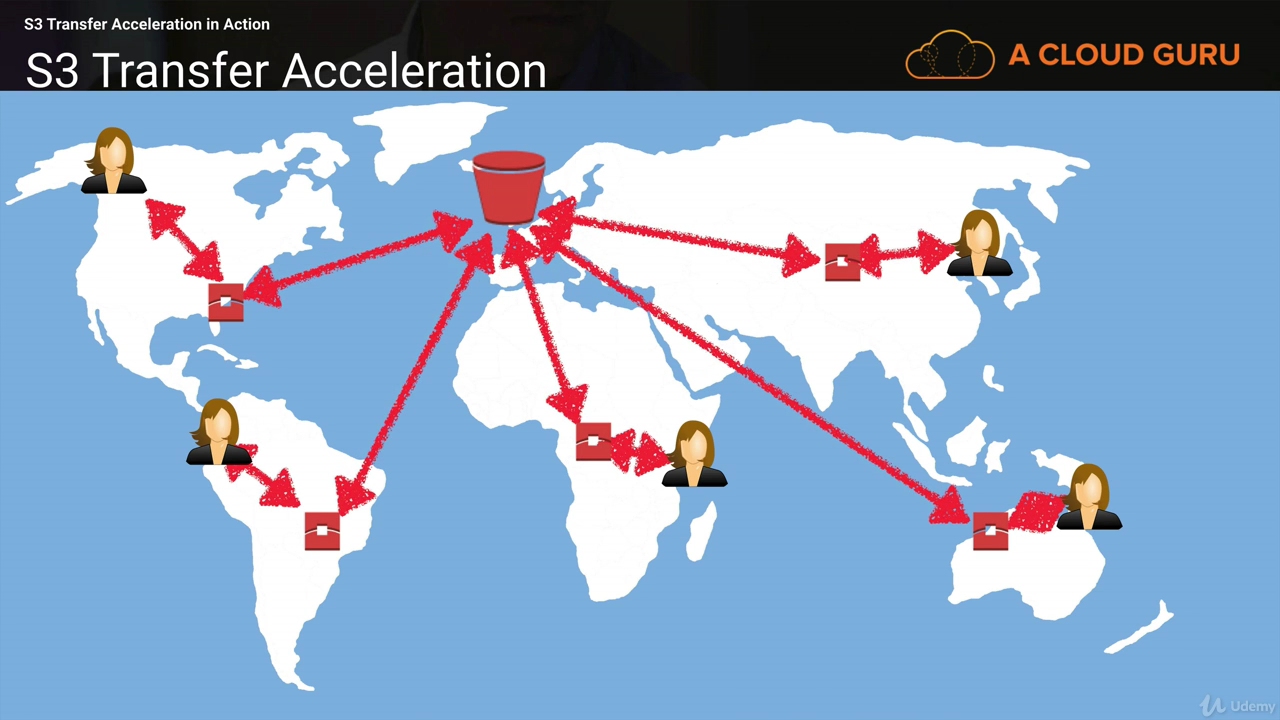 S3 Transfer Acceleration in Action
S3 Transfer Acceleration
A CLOUD GURU
Udemy